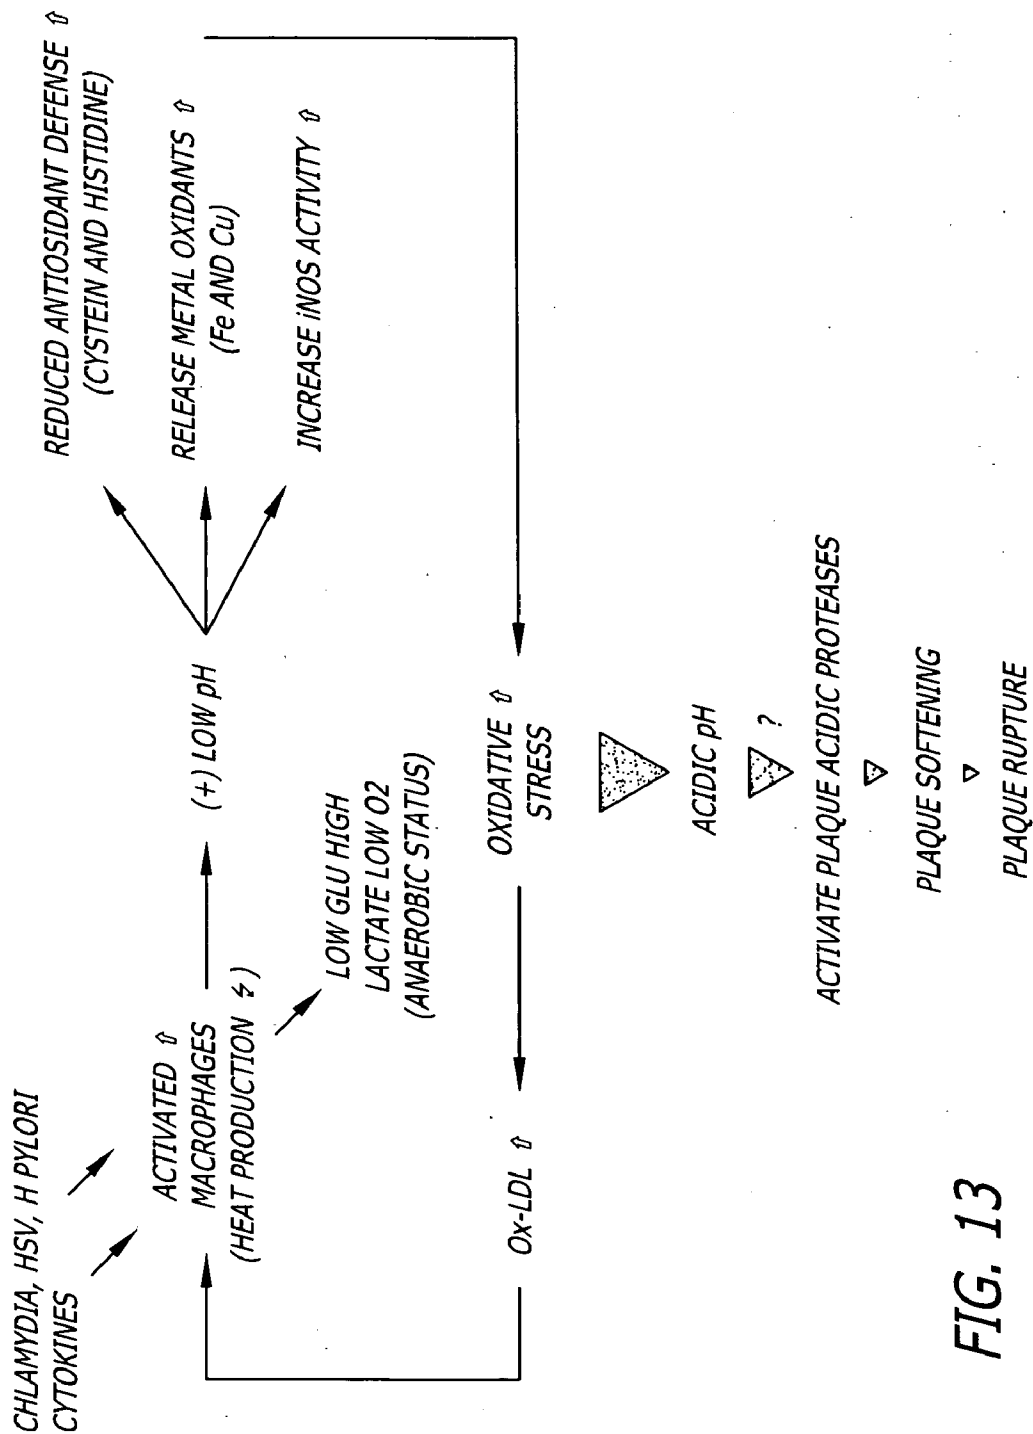 CHLAMYDIA, HSV, H PYLORI
CYTOKINES
ACTIVATED ⇧
MACROPHAGES
(HEAT PRODUCTION ↯)
(+) LOW pH
REDUCED ANTIOSIDANT DEFENSE ⇧
(CYSTEIN AND HISTIDINE)
RELEASE METAL OXIDANTS ⇧
(Fe AND Cu)
INCREASE iNOS ACTIVITY ⇧
LOW GLU HIGH
LACTATE LOW O2
(ANAEROBIC STATUS)
Ox-LDL ⇧
OXIDATIVE ⇧
STRESS
ACIDIC pH
?
ACTIVATE PLAQUE ACIDIC PROTEASES
PLAQUE SOFTENING
PLAQUE RUPTURE
FIG. 13